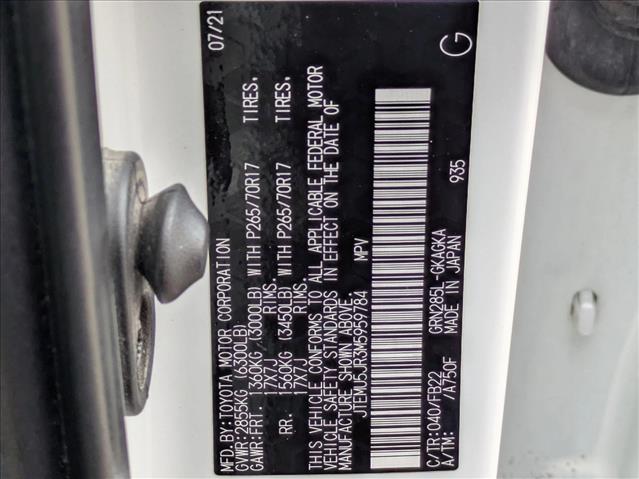 MFD.BY:TOYOTA MOTOR CORPORATION 07/21
GVWR:2855KG (6300LB)
GAWR:FRT. 1360KG (3000LB) WITH P265/70R17 TIRES.
17X7J RIMS.
RR. 1560KG (3450LB) WITH P265/70R17 TIRES.
17X7J RIMS.
THIS VEHICLE CONFORMS TO ALL APPLICABLE FEDERAL MOTOR
VEHICLE SAFETY STANDARDS IN EFFECT ON THE DATE OF
MANUFACTURE SHOWN ABOVE.
JTEMU5JR3M5959784 MPV
C/TR:040/FB22 GRN285L-GKAGKA
A/TM: /A750F MADE IN JAPAN 935
G